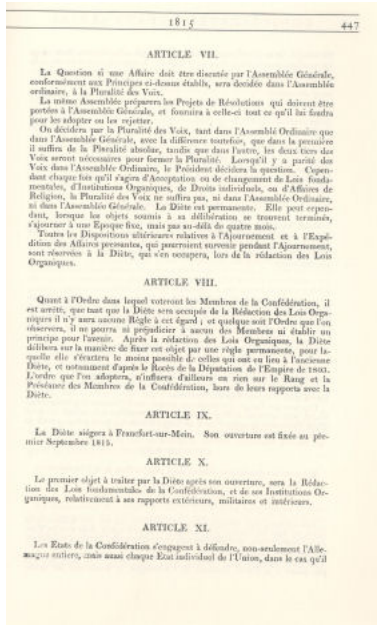 1815
447
ARTICLE VII.
La Question si une Affaire doit être discutée par l'Assemblée Générale,
conformément aux Principes ci-dessus établis, sera decidée dans l'Assemblée
ordinaire, à la Pluralité des Voix.
La même Assemblée préparera les Projets de Résolutions qui doivent être
portées à l'Assemblée Générale, et fournira à celle-ci tout ce qu'il lui faudra
pour les adopter ou les rejetter.
On décidera par la Pluralité des Voix, tant dans l'Assemblé Ordinaire que
dans l'Assemblée Générale, avec la différence toutefois, que dans la première
il suffira de la Pluralité absolue, tandis que dans l'autre, les deux tiers des
Voix seront nécessaires pour former la Pluralité. Lorsqu'il y a parité des
Voix dans l'Assemblée Ordinaire, le Président décidera la question. Cepen-
dant chaque fois qu'il s'agira d'Acceptation ou de changement de Lois fonda-
mentales, d'Institutions Organiques, de Droits individuels, ou d'Affaires de
Religion, la Pluralité des Voix ne suffira pas, ni dans l'Assemblée Ordinaire,
ni dans l'Assemblée Générale. La Diète est permanente. Elle peut cepen-
dant, lorsque les objets soumis à sa délibération se trouvent terminés,
s'ajourner à une Epoque fixe, mais pas au-delà de quatre mois.
Toutes les Dispositions ultérieures relatives à l'Ajournement et à l'Expé-
dition des Affaires pressantes, qui pourraient survenir pendant l'Ajournement,
sont réservées à la Diète, qui s'en occupera, lors de la rédaction des Lois
Organiques.
ARTICLE VIII.
Quant à l'Ordre dans lequel voteront les Membres de la Confédération, il
est arrêté, que tant que la Diète sera occupée de la Rédaction des Lois Orga-
niques il n'y aura aucune Règle à cet égard; et quelque soit l'Ordre que l'on
observera, il ne pourra ni préjudicier à aucun des Membres ni établir un
principe pour l'avenir. Après la rédaction des Lois Organiques, la Diète
délibera sur la manière de fixer cet objet par une règle permanente, pour la-
quelle elle s'écartera le moins possible de celles qui ont eu lieu à l'ancienne
Diète, et notamment d'après le Recès de la Députation de l'Empire de 1803.
L'ordre que l'on adoptera, n'influera d'ailleurs en rien sur le Rang et la
Préséance des Membres de la Confédération, hors de leurs rapports avec la
Diète.
ARTICLE IX.
La Diète siégera à Francfort-sur-Mein. Son ouverture est fixée au pre-
mier Septembre 1815.
ARTICLE X.
Le premier objet à traiter par la Diète après son ouverture, sera la Rédac-
tion des Lois fondamentales de la Confédération, et de ses Institutions Or-
ganiques, relativement à ses rapports extérieurs, militaires et intérieurs.
ARTICLE XI.
Les Etats de la Confédération s'engagent à défendre, non-seulement l'Alle-
magne entière, mais aussi chaque Etat individuel de l'Union, dans le cas qu'il